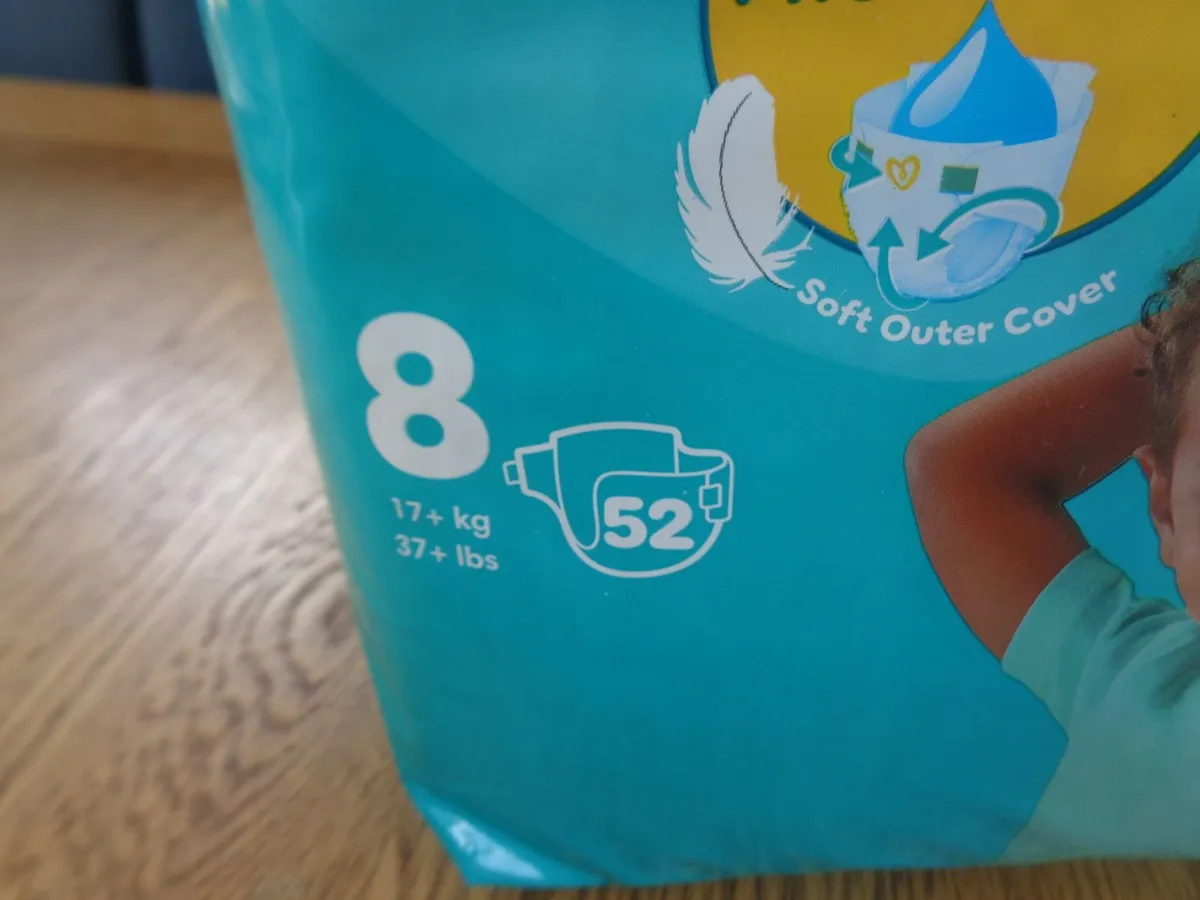 Soft Outer Cover
8
17+ kg
37+ lbs
52